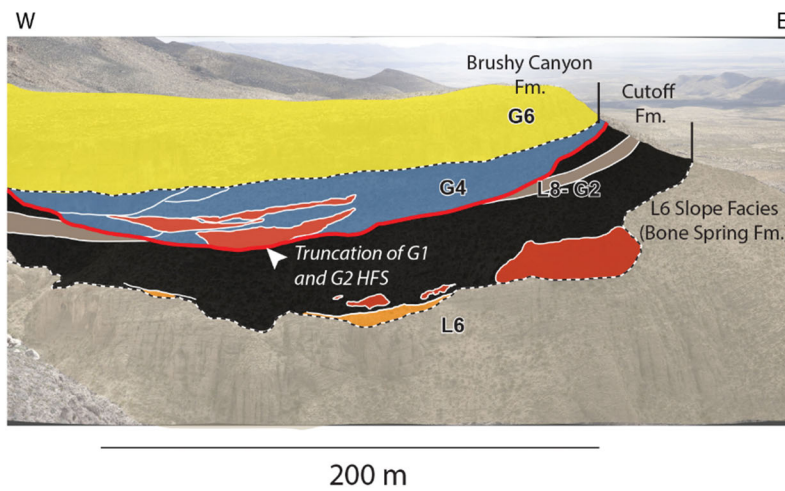 W
E
Brushy Canyon
Fm.
Cutoff
Fm.
G6
G4
L8- G2
L6 Slope Facies
(Bone Spring Fm.
Truncation of G1
and G2 HFS
L6
200 m